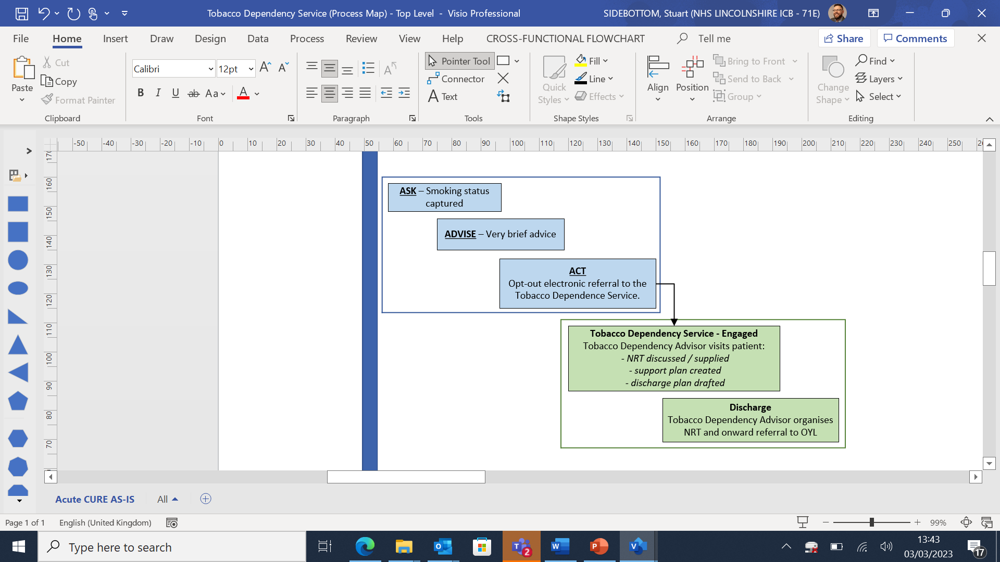 Tobacco Dependency Service (Process Map) - Top Level - Visio Professional
SIDEBOTTOM, Stuart (NHS LINCOLNSHIRE ICB - 71E)
File Home Insert Draw Design Data Process Review View Help CROSS-FUNCTIONAL FLOWCHART Tell me Share Comments
Paste
Cut
Copy
Format Painter
Clipboard
Calibri 12pt
B I U ab Aa A
Font
Paragraph
Pointer Tool
Connector
A Text
Tools
Quick
Styles
Fill
Line
Effects
Shape Styles
Align
Position
Bring to Front
Send to Back
Group
Arrange
Change
Shape
Find
Layers
Select
Editing
-50 -40 -30 -20 -10 0 10 20 30 40 50 60 70 80 90 100 110 120 130 140 150 160 170 180 190 200 210 220 230 240 250
170
160
150
140
130
120
110
100
90
80
70
ASK – Smoking status
captured
ADVISE – Very brief advice
ACT
Opt-out electronic referral to the
Tobacco Dependence Service.
Tobacco Dependency Service - Engaged
Tobacco Dependency Advisor visits patient:
- NRT discussed / supplied
- support plan created
- discharge plan drafted
Discharge
Tobacco Dependency Advisor organises
NRT and onward referral to OYL
Acute CURE AS-IS All
Page 1 of 1 English (United Kingdom)
99%
Type here to search
2
13:43
03/03/2023
17